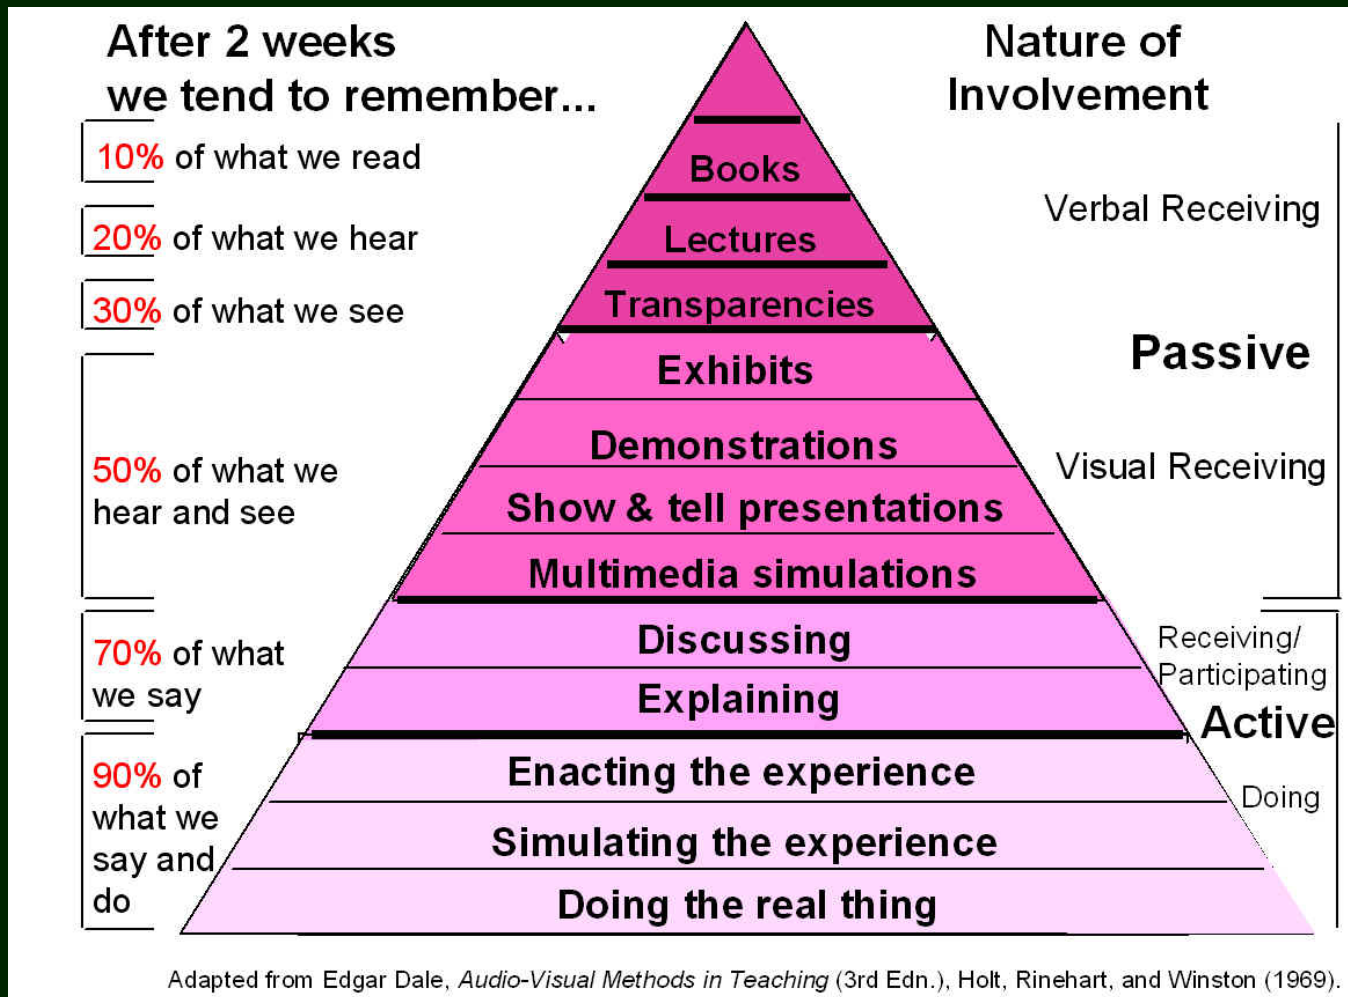 After 2 weeks
we tend to remember...
10% of what we read
20% of what we hear
30% of what we see
50% of what we
hear and see
70% of what
we say
90% of
what we
say and
do
Books
Lectures
Transparencies
Exhibits
Demonstrations
Show & tell presentations
Multimedia simulations
Discussing
Explaining
Enacting the experience
Simulating the experience
Doing the real thing
Nature of
Involvement
Verbal Receiving
Passive
Visual Receiving
Receiving/
Participating
Active
Doing
Adapted from Edgar Dale, Audio-Visual Methods in Teaching (3rd Edn.), Holt, Rinehart, and Winston (1969).